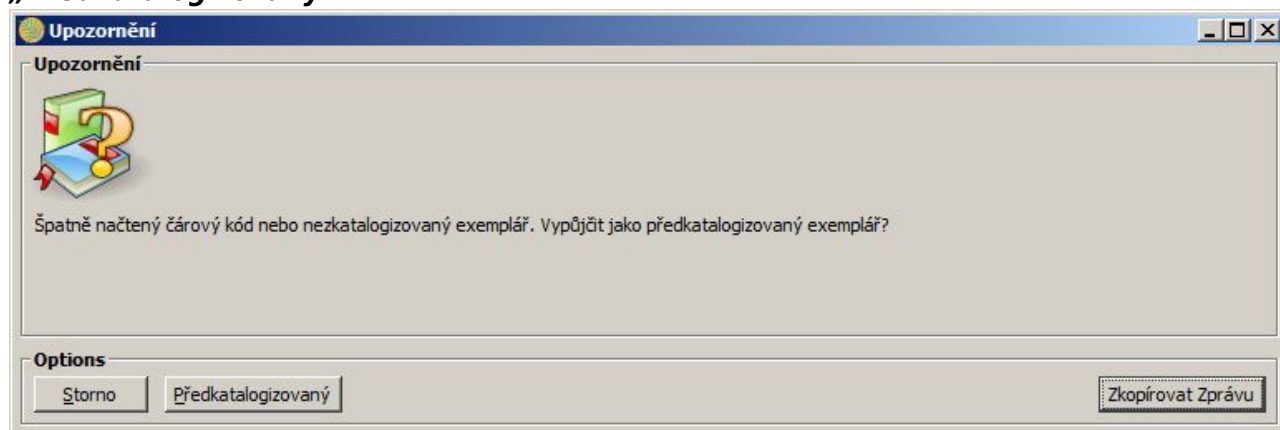 Upozornění
Upozornění
Špatně načtený čárový kód nebo nezkatalogizovaný exemplář. Vypůjčit jako předkatalogizovaný exemplář?
Options
Storno Předkatalogizovaný Zkopírovat Zprávu